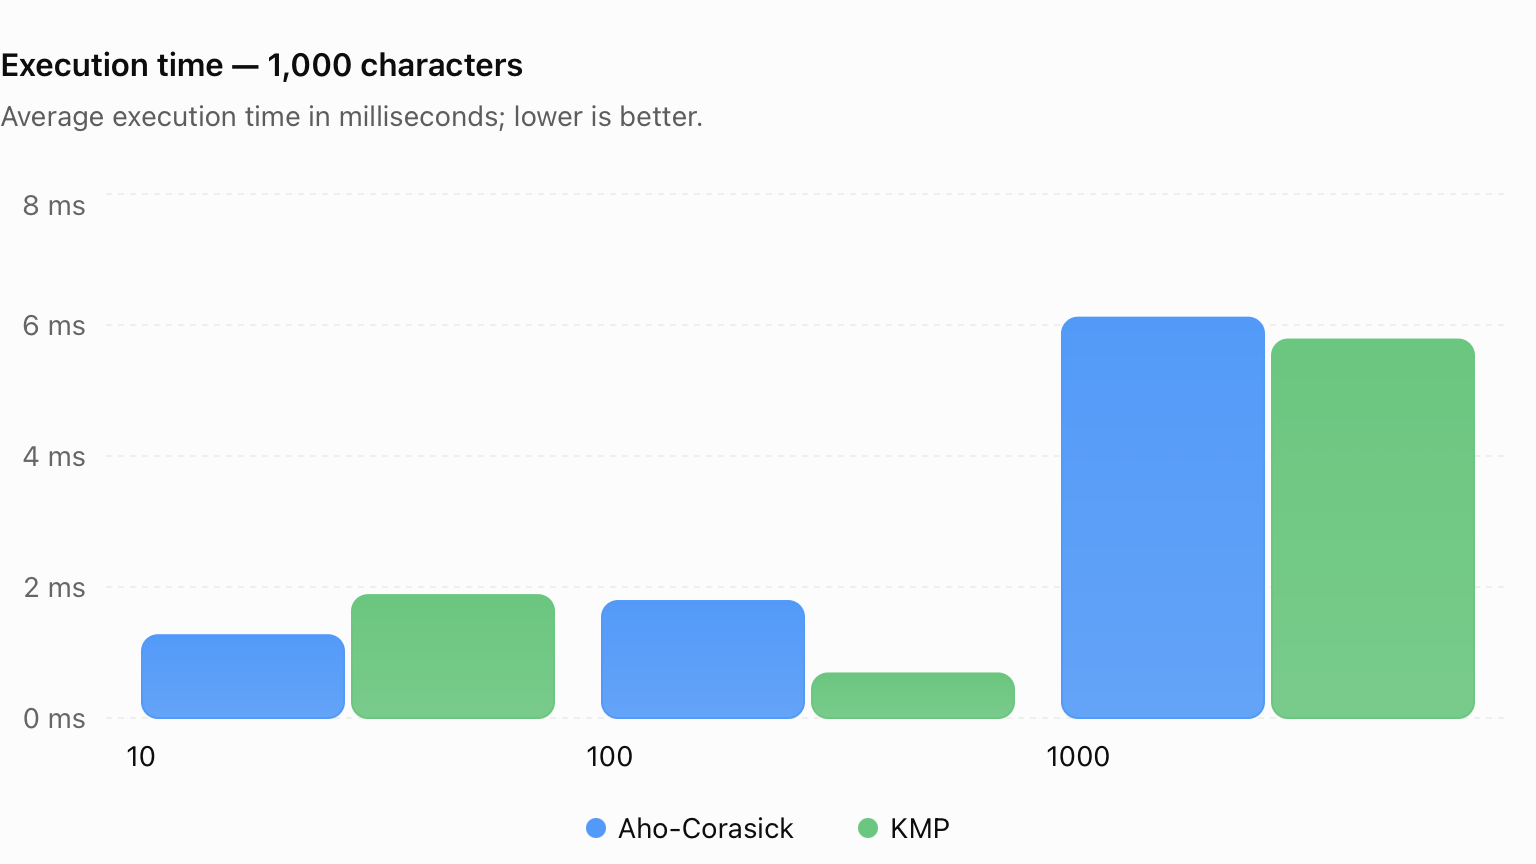 Execution time — 1,000 characters
Average execution time in milliseconds; lower is better.
8 ms
6 ms
4 ms
2 ms
0 ms
10
100
1000
Aho-Corasick
KMP